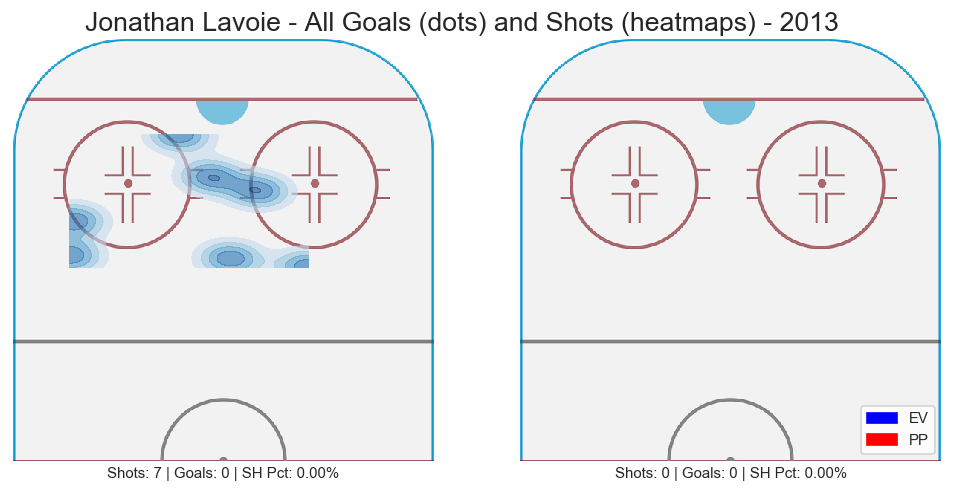 Jonathan Lavoie - All Goals (dots) and Shots (heatmaps) - 2013
EV
PP
Shots: 7 | Goals: 0 | SH Pct: 0.00%
Shots: 0 | Goals: 0 | SH Pct: 0.00%